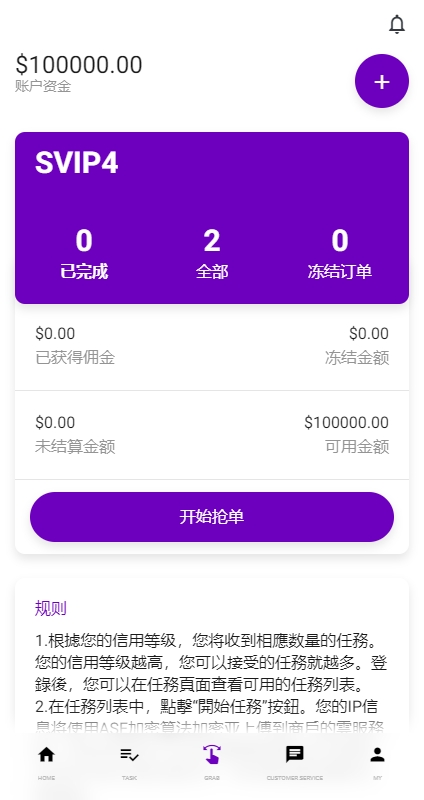 $100000.00
账户资金
+
SVIP4
0 2 0
已完成 全部 冻结订单
$0.00 $0.00
已获得佣金 冻结金额
$0.00 $100000.00
未结算金额 可用金额
开始抢单
规则
1.根據您的信用等级，您将收到相應数量的任務。
您的信用等级越高，您可以接受的任務就越多。登
錄後，您可以在任務頁面查看可用的任務列表。
2.在任務列表中，點擊“開始任務”按鈕。您的IP信
息将使用ASE加密算法加密并上傳到商戶的雲服務
HOME TASK GRAB CUSTOMER SERVICE MY